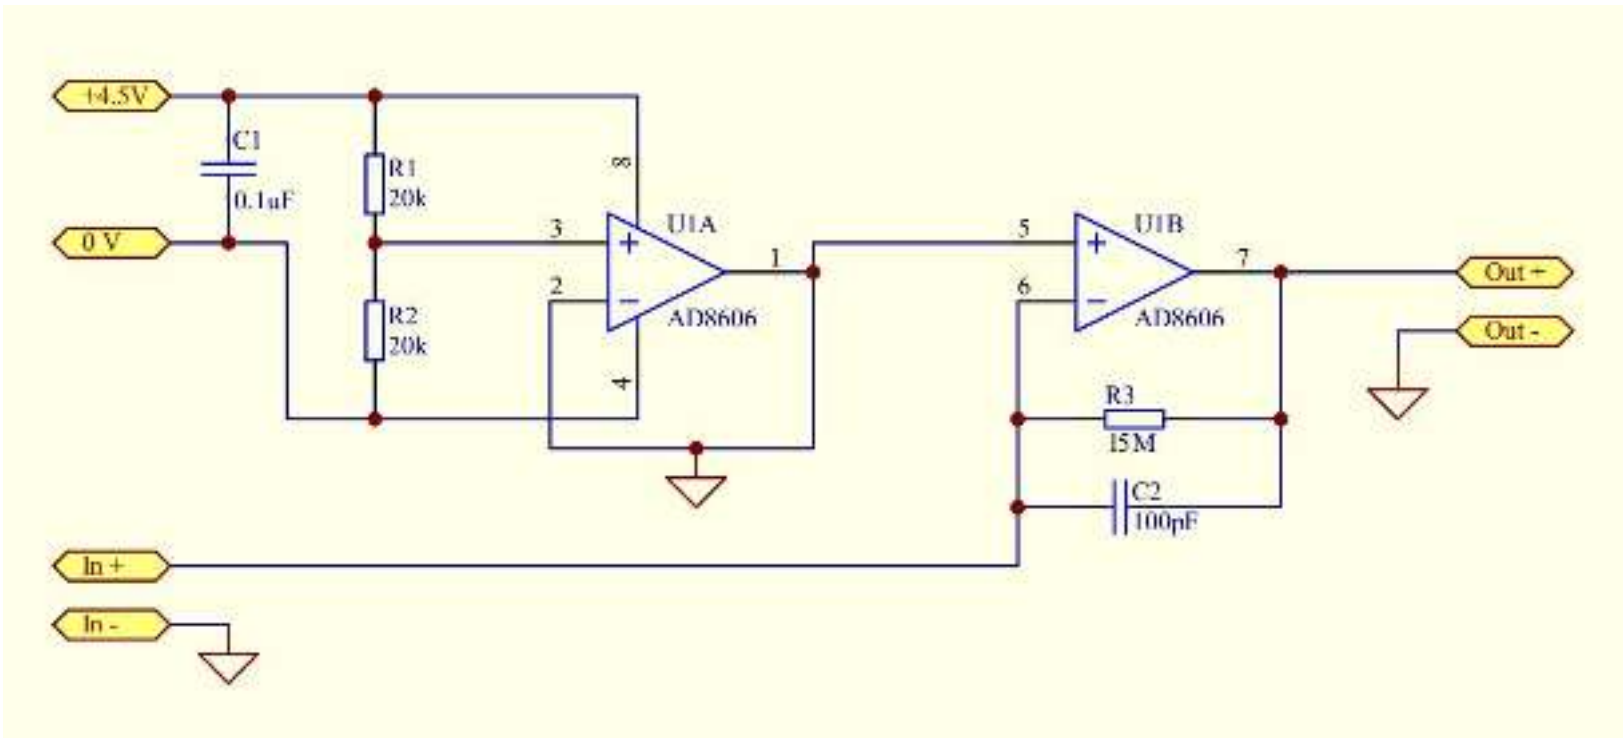 +4.5V
C1
0.1uF
0 V
R1
20k
R2
20k
8
3
2
4
1
U1A
AD8606
5
6
7
U1B
AD8606
Out +
Out -
R3
15M
C2
100pF
In +
In -